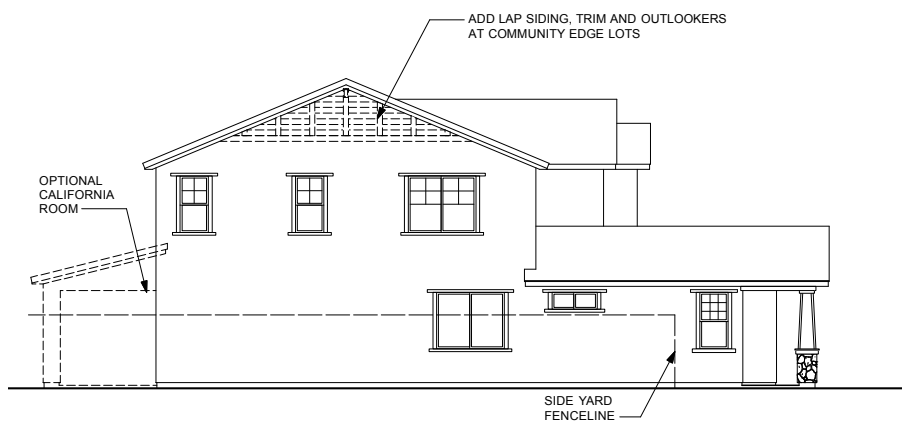 ADD LAP SIDING, TRIM AND OUTLOOKERS
AT COMMUNITY EDGE LOTS
OPTIONAL
CALIFORNIA
ROOM
SIDE YARD
FENCELINE